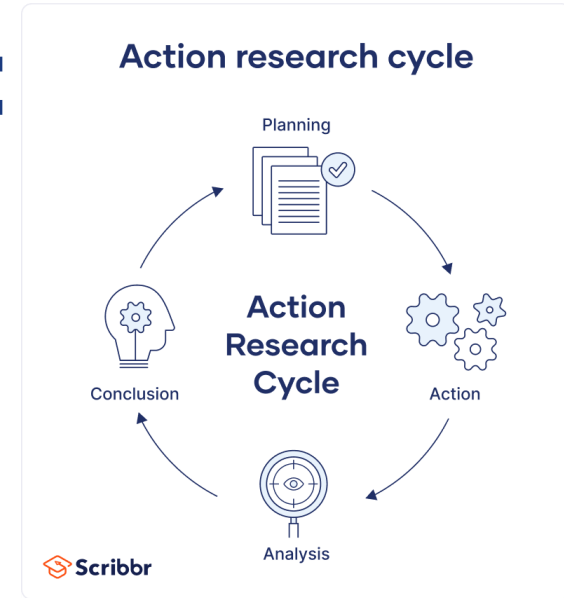 Action research cycle
Planning
Action
Research
Cycle
Conclusion
Action
Analysis
Scribbr